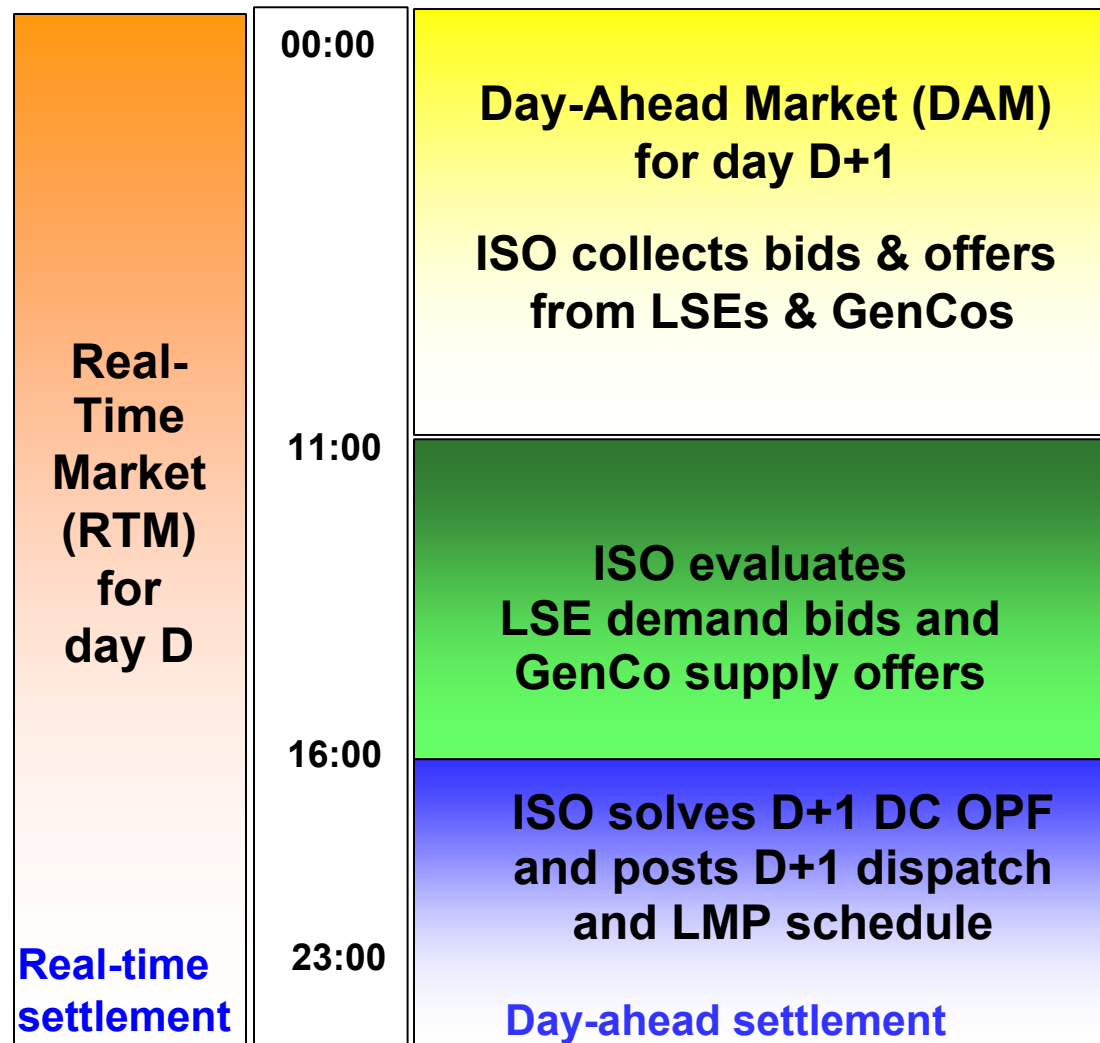 Real-
Time
Market
(RTM)
for
day D
Real-time
settlement
00:00
11:00
16:00
23:00
Day-Ahead Market (DAM)
for day D+1
ISO collects bids & offers
from LSEs & GenCos
ISO evaluates
LSE demand bids and
GenCo supply offers
ISO solves D+1 DC OPF
and posts D+1 dispatch
and LMP schedule
Day-ahead settlement